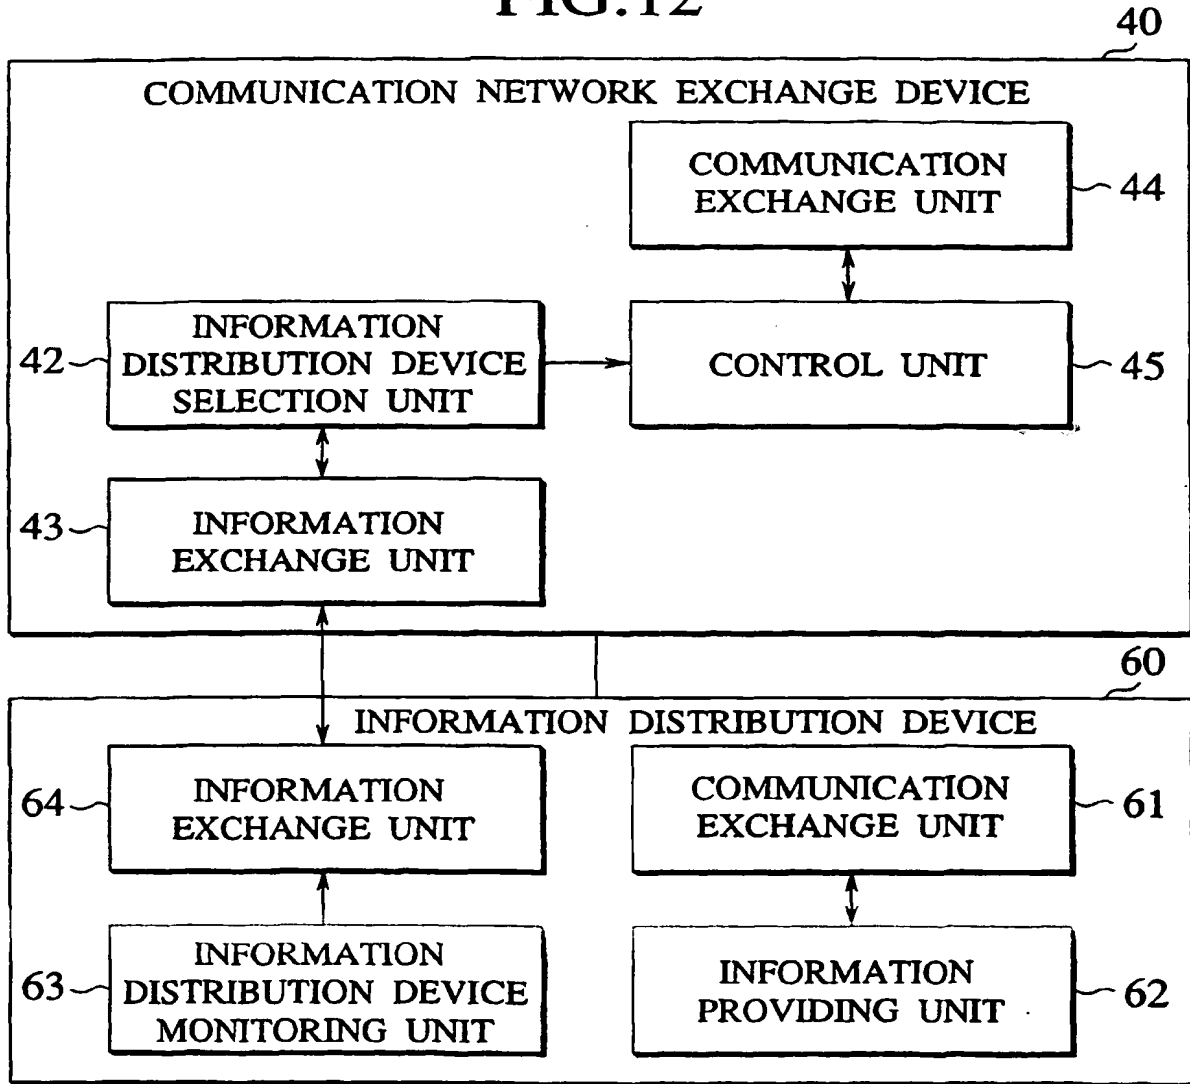 FIG.12
40
COMMUNICATION NETWORK EXCHANGE DEVICE
COMMUNICATION
EXCHANGE UNIT
44
42
INFORMATION
DISTRIBUTION DEVICE
SELECTION UNIT
CONTROL UNIT
45
43
INFORMATION
EXCHANGE UNIT
60
INFORMATION DISTRIBUTION DEVICE
64
INFORMATION
EXCHANGE UNIT
COMMUNICATION
EXCHANGE UNIT
61
63
INFORMATION
DISTRIBUTION DEVICE
MONITORING UNIT
INFORMATION
PROVIDING UNIT
62